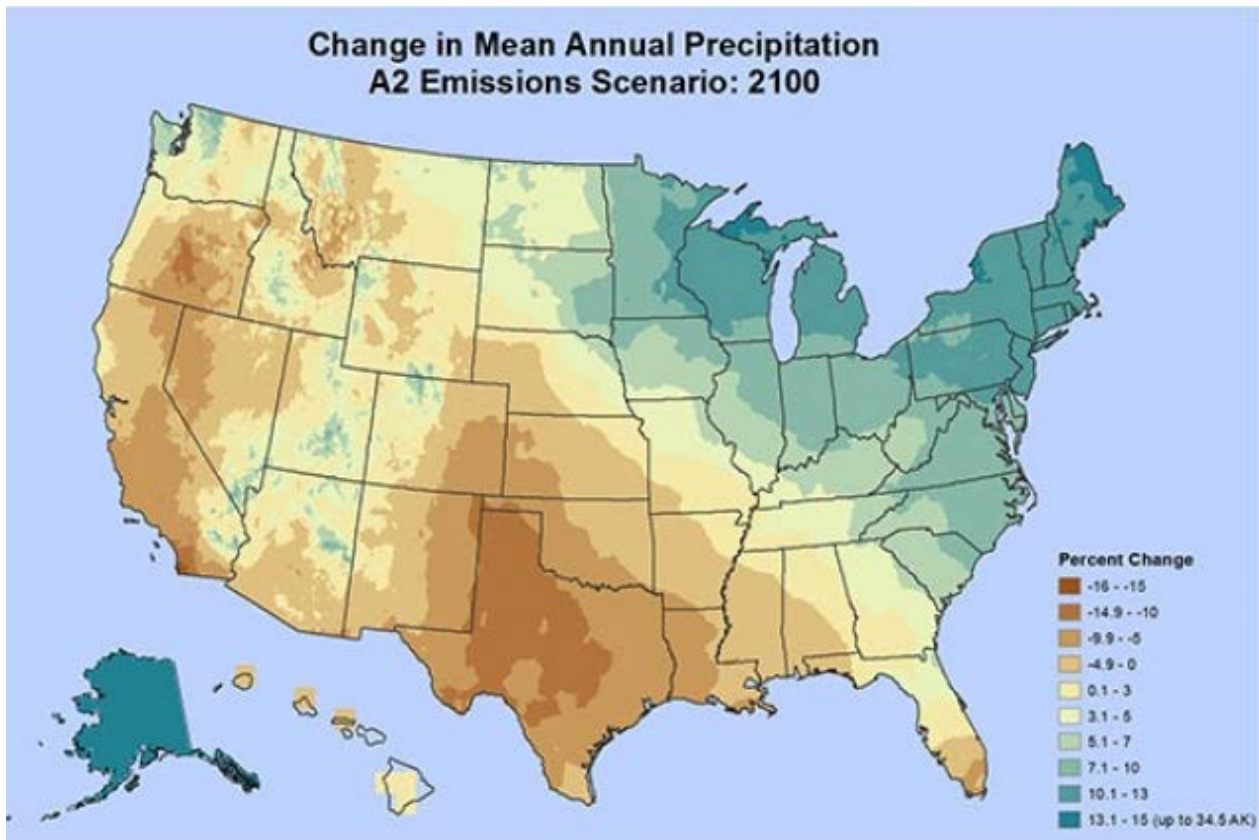 Change in Mean Annual Precipitation
A2 Emissions Scenario: 2100
Percent Change
-16 - -15
-14.9 - -10
-9.9 - -5
-4.9 - 0
0.1 - 3
3.1 - 5
5.1 - 7
7.1 - 10
10.1 - 13
13.1 - 15 (up to 34.5 AK)